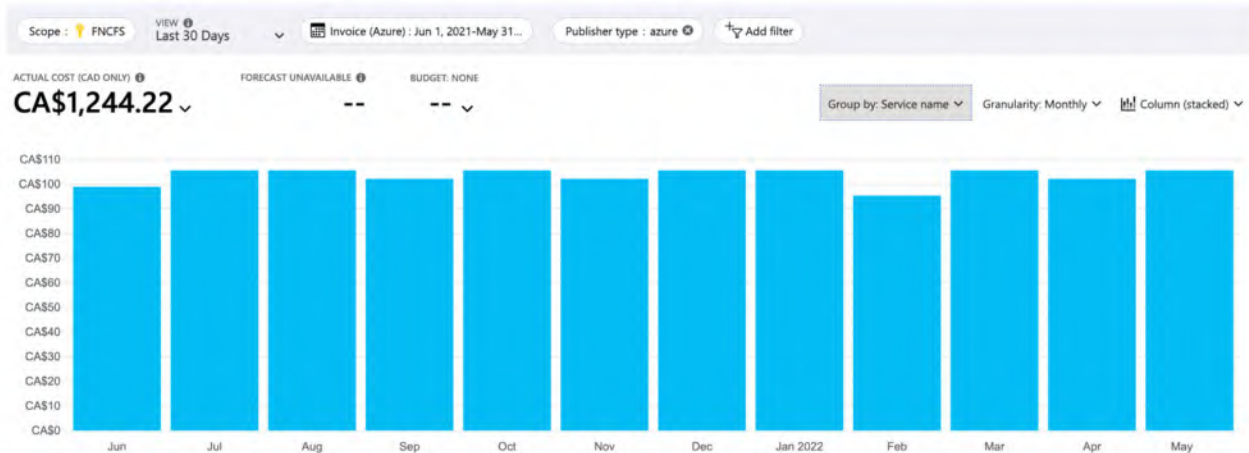 Scope : FNCFS
VIEW
Last 30 Days
Invoice (Azure) : Jun 1, 2021-May 31...
Publisher type : azure
Add filter
ACTUAL COST (CAD ONLY)
CA$1,244.22
FORECAST UNAVAILABLE
--
BUDGET: NONE
--
Group by: Service name
Granularity: Monthly
Column (stacked)
CA$110
CA$100
CA$90
CA$80
CA$70
CA$60
CA$50
CA$40
CA$30
CA$20
CA$10
CA$0
Jun Jul Aug Sep Oct Nov Dec Jan 2022 Feb Mar Apr May